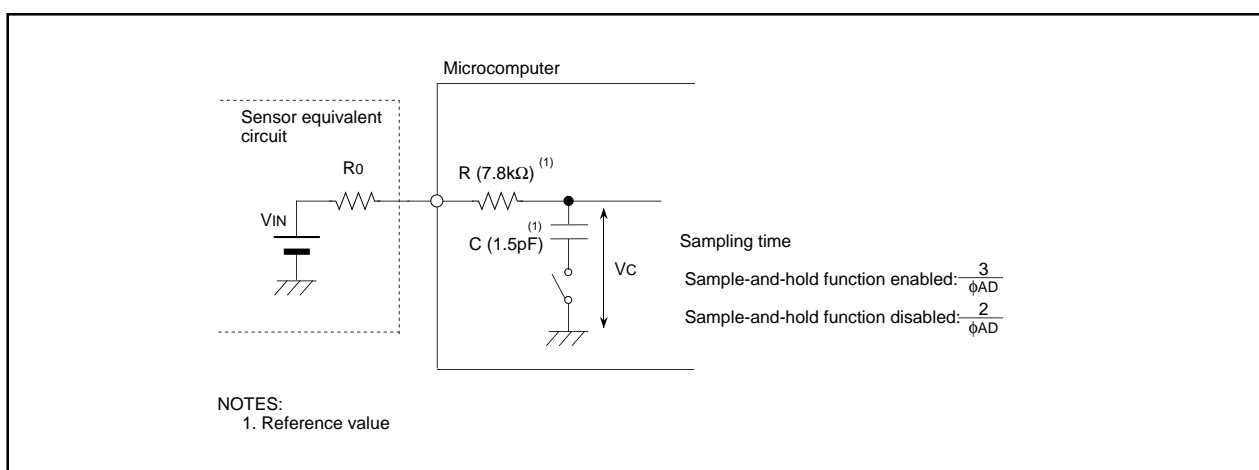 Microcomputer
Sensor equivalent
circuit
R0
R (7.8kΩ) (1)
VIN
(1)
C (1.5pF)
VC
Sampling time
Sample-and-hold function enabled: 3/ϕAD
Sample-and-hold function disabled: 2/ϕAD
NOTES:
1. Reference value